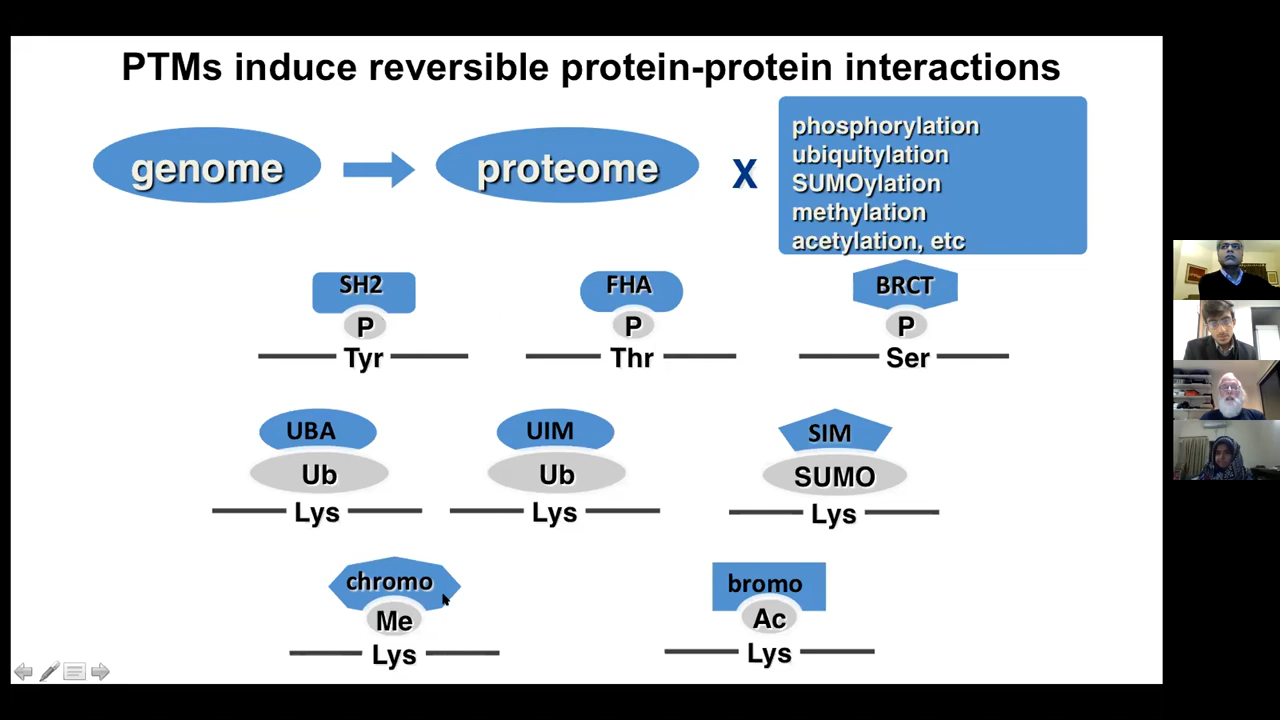 PTMs induce reversible protein-protein interactions
genome
proteome
X
phosphorylation
ubiquitylation
SUMOylation
methylation
acetylation, etc
SH2
P
Tyr
FHA
P
Thr
BRCT
P
Ser
UBA
Ub
Lys
UIM
Ub
Lys
SIM
SUMO
Lys
chromo
Me
Lys
bromo
Ac
Lys